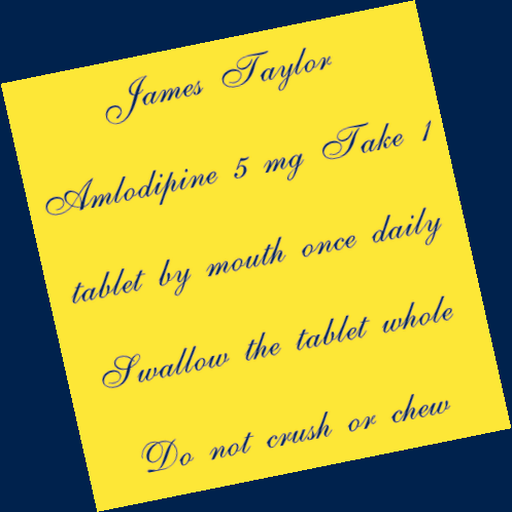 James Taylor
Amlodipine 5 mg Take 1
tablet by mouth once daily
Swallow the tablet whole
Do not crush or chew